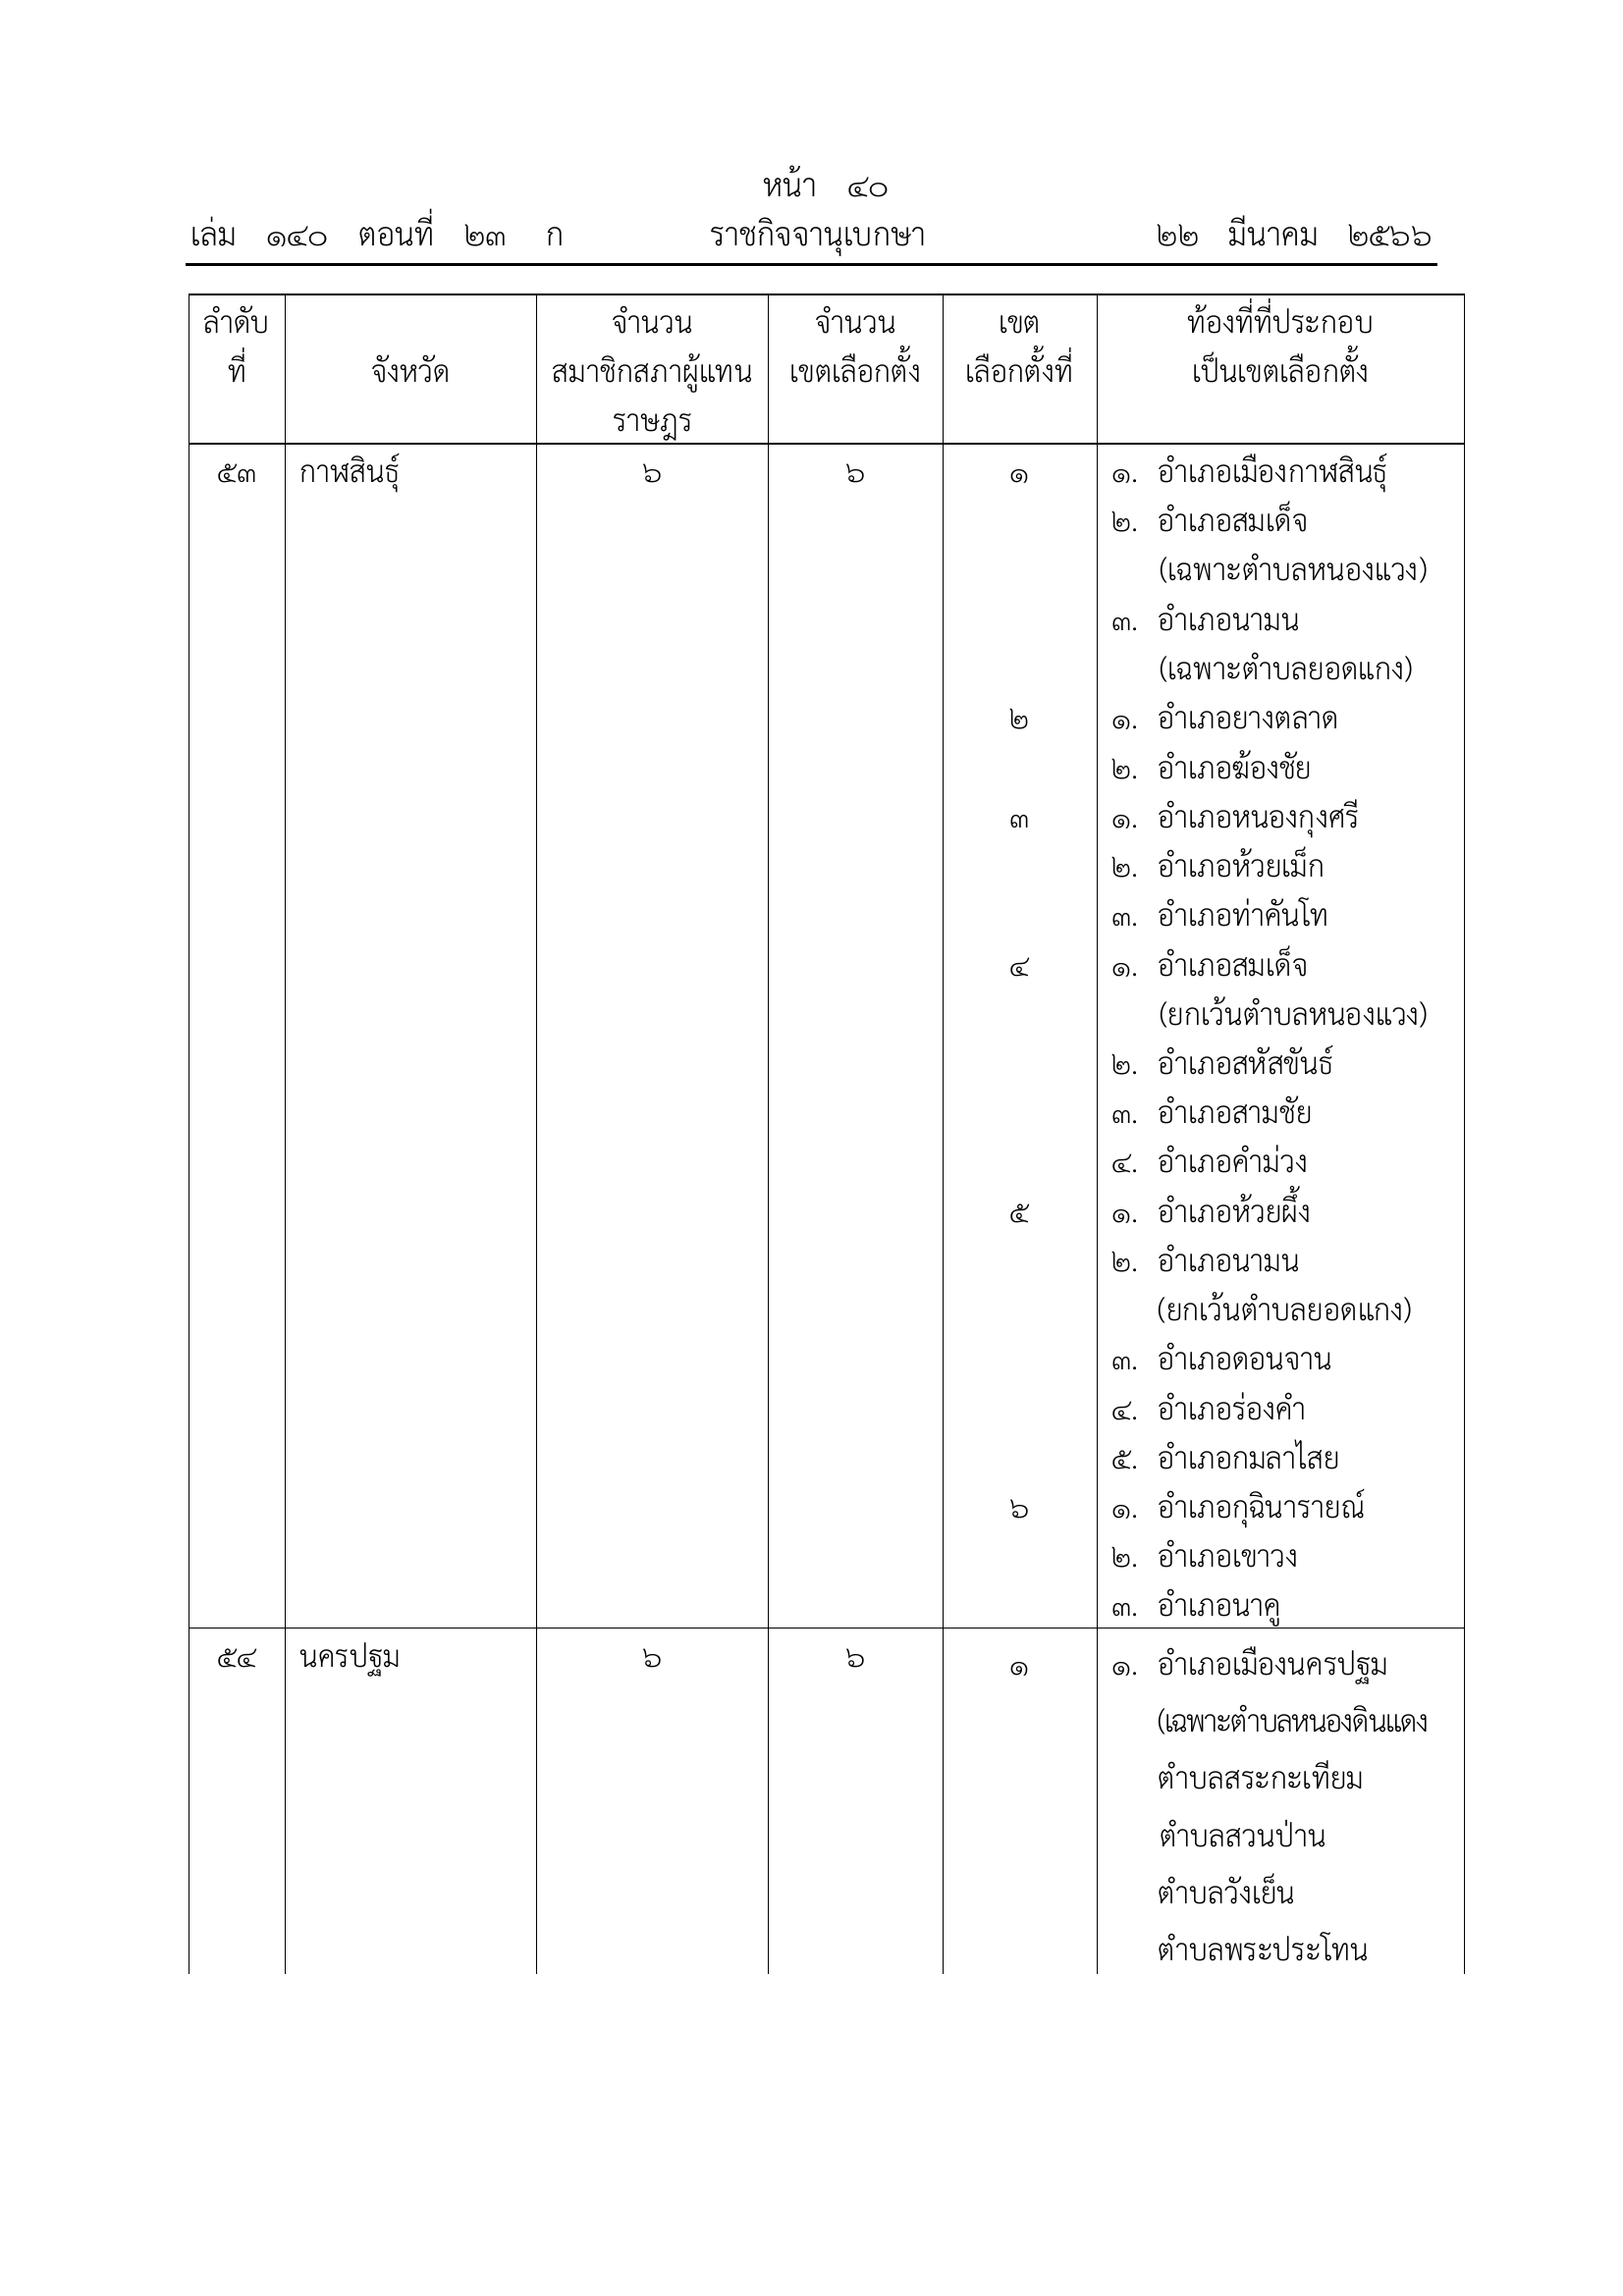 หน้า ๔๐
เล่ม ๑๔๐ ตอนที่ ๒๓ ก ราชกิจจานุเบกษา ๒๒ มีนาคม ๒๕๖๖
ลำดับ จำนวน จำนวน เขต ท้องที่ที่ประกอบ
ที่ จังหวัด สมาชิกสภาผู้แทน เขตเลือกตั้ง เลือกตั้งที่ เป็นเขตเลือกตั้ง
ราษฎร
๕๓ กาฬสินธุ์ ๖ ๖ ๑ ๑. อำเภอเมืองกาฬสินธุ์
๒. อำเภอสมเด็จ
(เฉพาะตำบลหนองแวง)
๓. อำเภอนามน
(เฉพาะตำบลยอดแกง)
๒ ๑. อำเภอยางตลาด
๒. อำเภอฆ้องชัย
๓ ๑. อำเภอหนองกุงศรี
๒. อำเภอห้วยเม็ก
๓. อำเภอท่าคันโท
๔ ๑. อำเภอสมเด็จ
(ยกเว้นตำบลหนองแวง)
๒. อำเภอสหัสขันธ์
๓. อำเภอสามชัย
๔. อำเภอคำม่วง
๕ ๑. อำเภอห้วยผึ้ง
๒. อำเภอนามน
(ยกเว้นตำบลยอดแกง)
๓. อำเภอดอนจาน
๔. อำเภอร่องคำ
๕. อำเภอกมลาไสย
๖ ๑. อำเภอกุฉินารายณ์
๒. อำเภอเขาวง
๓. อำเภอนาคู
๕๔ นครปฐม ๖ ๖ ๑ ๑. อำเภอเมืองนครปฐม
(เฉพาะตำบลหนองดินแดง
ตำบลสระกะเทียม
ตำบลสวนป่าน
ตำบลวังเย็น
ตำบลพระประโทน